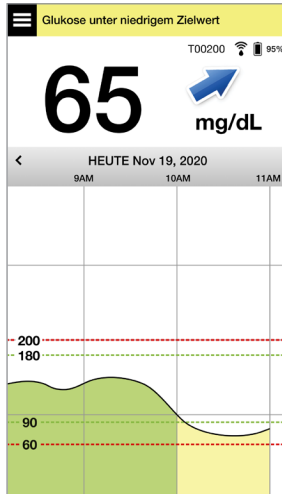 Glukose unter niedrigem Zielwert
T00200 95%
65
mg/dL
HEUTE Nov 19, 2020
9AM 10AM 11AM
200
180
90
60